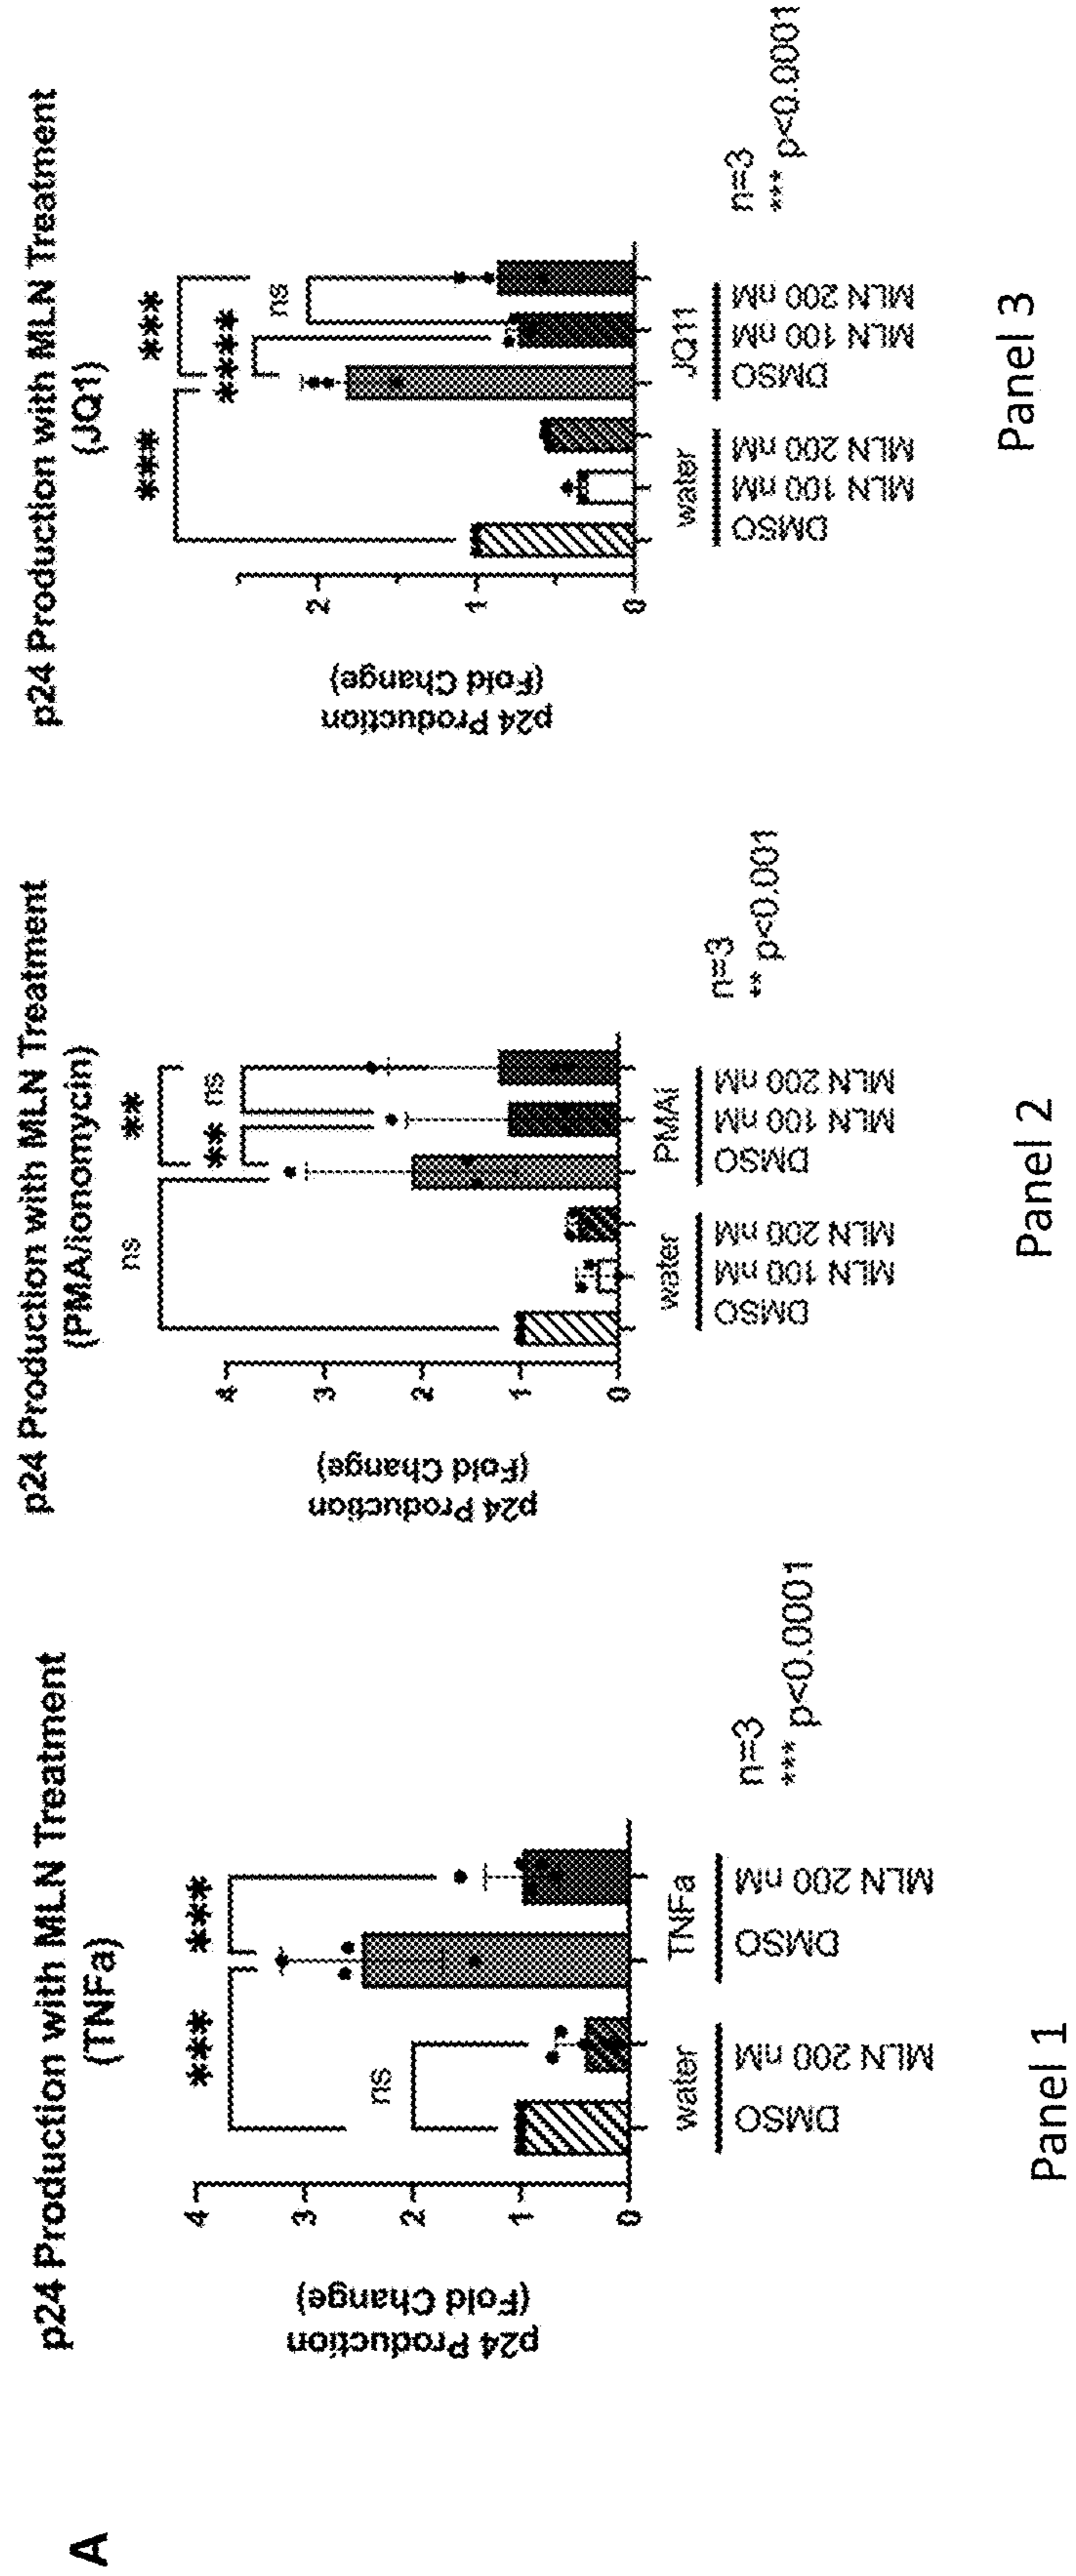 A
p24 Production with MLN Treatment
(TNFa)
p24 Production
(Fold Change)
4
3
2
1
0
***
***
ns
water
TNFa
DMSO
MLN 200 nM
DMSO
MLN 200 nM
n=3
*** p<0.0001
Panel 1
p24 Production with MLN Treatment
(PMA/ionomycin)
p24 Production
(Fold Change)
4
3
2
1
0
ns
**
**
ns
water
PMAi
DMSO
MLN 100 nM
MLN 200 nM
DMSO
MLN 100 nM
MLN 200 nM
n=3
** p<0.001
Panel 2
p24 Production with MLN Treatment
(JQ1)
p24 Production
(Fold Change)
2
1
0
***
***
****
ns
water
JQ11
DMSO
MLN 100 nM
MLN 200 nM
DMSO
MLN 100 nM
MLN 200 nM
n=3
*** p<0.0001
Panel 3